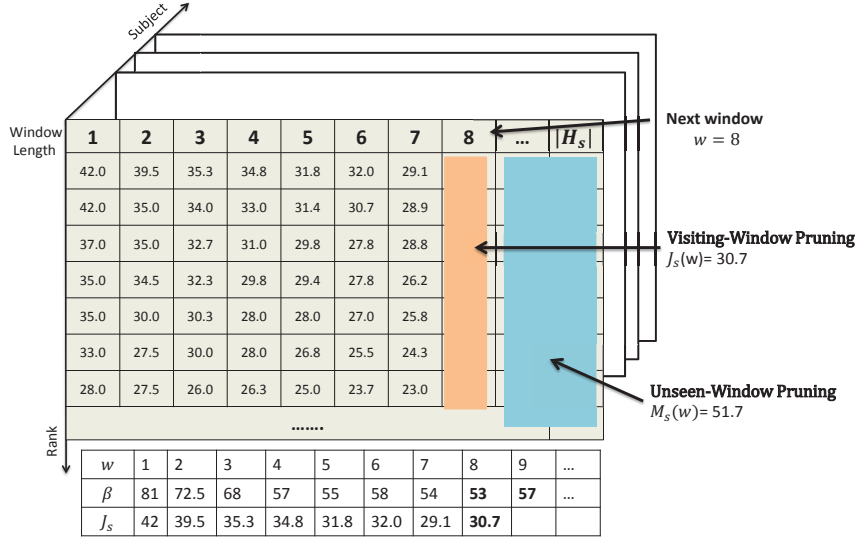 Subject
Window Length
1 2 3 4 5 6 7 8 ... |Hₛ|
42.0 39.5 35.3 34.8 31.8 32.0 29.1
42.0 35.0 34.0 33.0 31.4 30.7 28.9
37.0 35.0 32.7 31.0 29.8 27.8 28.8
35.0 34.5 32.3 29.8 29.4 27.8 26.2
35.0 30.0 30.3 28.0 28.0 27.0 25.8
33.0 27.5 30.0 28.0 26.8 25.5 24.3
28.0 27.5 26.0 26.3 25.0 23.7 23.0
.......
Rank
Next window
w = 8
Visiting-Window Pruning
Jₛ(w)= 30.7
Unseen-Window Pruning
Mₛ(w)= 51.7
w 1 2 3 4 5 6 7 8 9 ...
β 81 72.5 68 57 55 58 54 53 57 ...
Jₛ 42 39.5 35.3 34.8 31.8 32.0 29.1 30.7